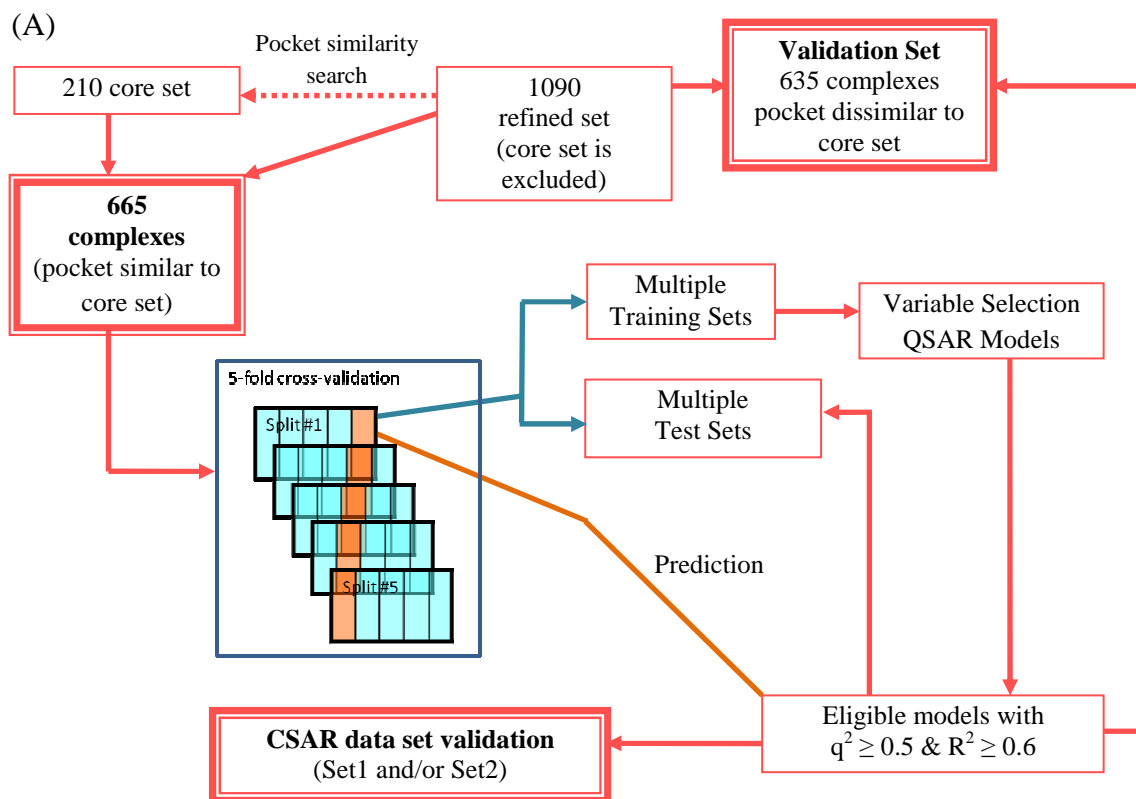 (A)
Pocket similarity
search
210 core set
1090
refined set
(core set is
excluded)
Validation Set
635 complexes
pocket dissimilar to
core set
665
complexes
(pocket similar to
core set)
Multiple
Training Sets
Variable Selection
QSAR Models
5-fold cross-validation
Split #1
Split #5
Multiple
Test Sets
Prediction
Eligible models with
q² ≥ 0.5 & R² ≥ 0.6
CSAR data set validation
(Set1 and/or Set2)